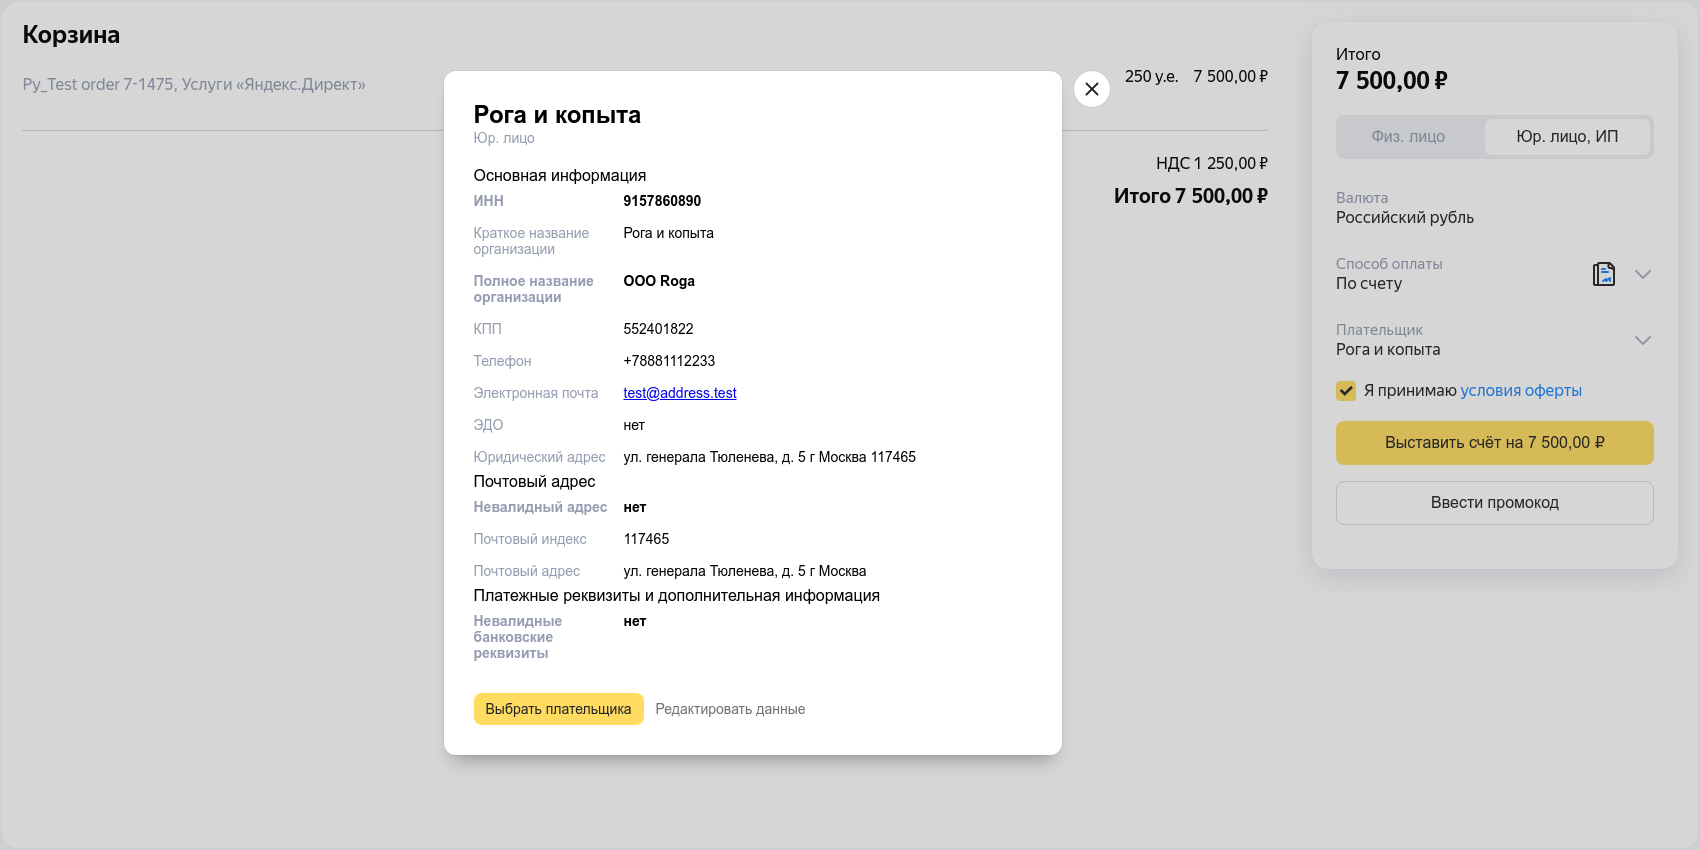 Корзина
Py_Test order 7-1475, Услуги «Яндекс.Директ»
250 у.е. 7 500,00 ₽
НДС 1 250,00 ₽
Итого 7 500,00 ₽
Рога и копыта
Юр. лицо
Основная информация
ИНН 9157860890
Краткое название Рога и копыта
организации
Полное название ООО Roga
организации
КПП 552401822
Телефон +78881112233
Электронная почта test@address.test
ЭДО нет
Юридический адрес ул. генерала Тюленева, д. 5 г Москва 117465
Почтовый адрес
Невалидный адрес нет
Почтовый индекс 117465
Почтовый адрес ул. генерала Тюленева, д. 5 г Москва
Платежные реквизиты и дополнительная информация
Невалидные нет
банковские
реквизиты
Выбрать плательщика Редактировать данные
Итого
7 500,00 ₽
Физ. лицо Юр. лицо, ИП
Валюта
Российский рубль
Способ оплаты
По счету
Плательщик
Рога и копыта
Я принимаю условия оферты
Выставить счёт на 7 500,00 ₽
Ввести промокод